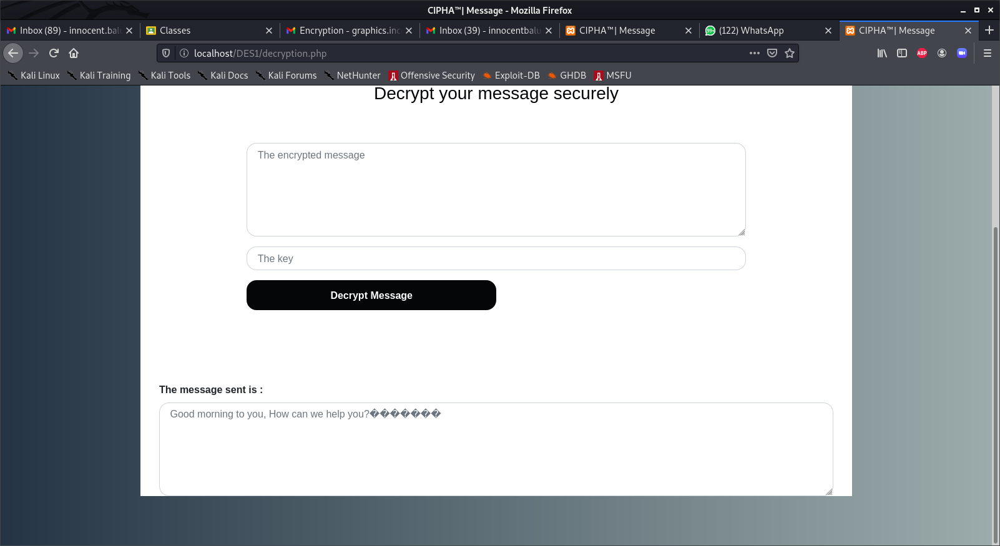 CIPHA™| Message - Mozilla Firefox
Inbox (89) - innocent.bal
Classes
Encryption - graphics.inc
Inbox (39) - innocentbalu
CIPHA™| Message
(122) WhatsApp
CIPHA™| Message
localhost/DES1/decryption.php
ABP
Kali Linux Kali Training Kali Tools Kali Docs Kali Forums NetHunter Offensive Security Exploit-DB GHDB MSFU
Decrypt your message securely
The encrypted message
The key
Decrypt Message
The message sent is :
Good morning to you, How can we help you?�������